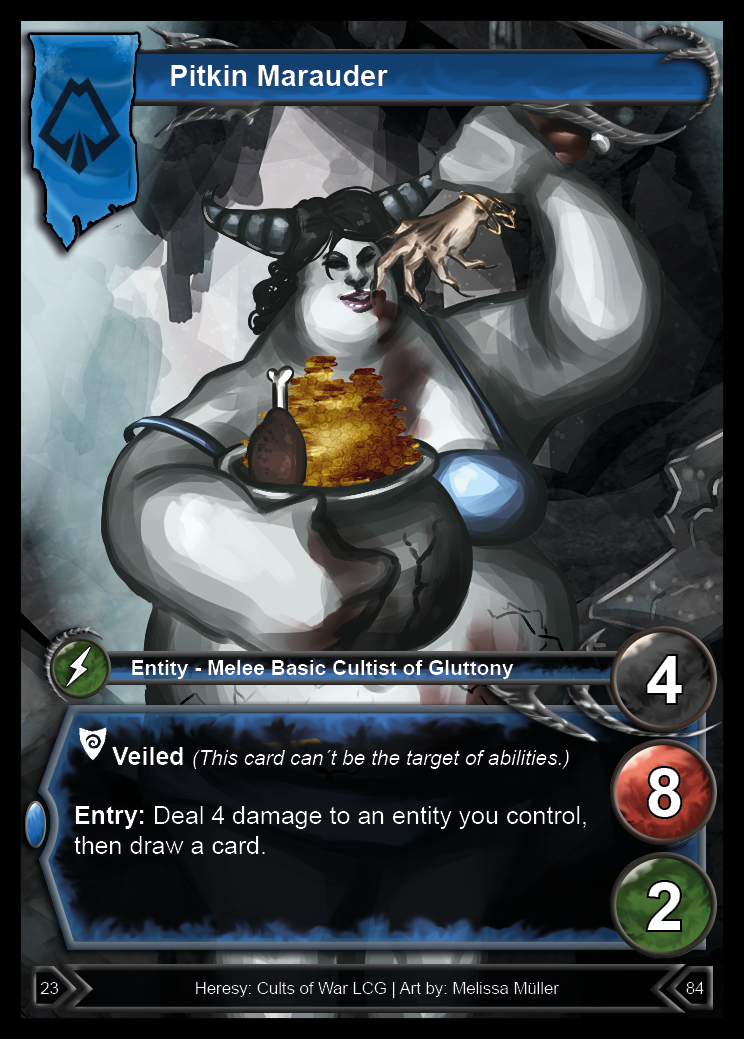 Pitkin Marauder
Entity - Melee Basic Cultist of Gluttony
4
Veiled (This card can´t be the target of abilities.)
8
Entry: Deal 4 damage to an entity you control,
then draw a card.
2
23
Heresy: Cults of War LCG | Art by: Melissa Müller
84